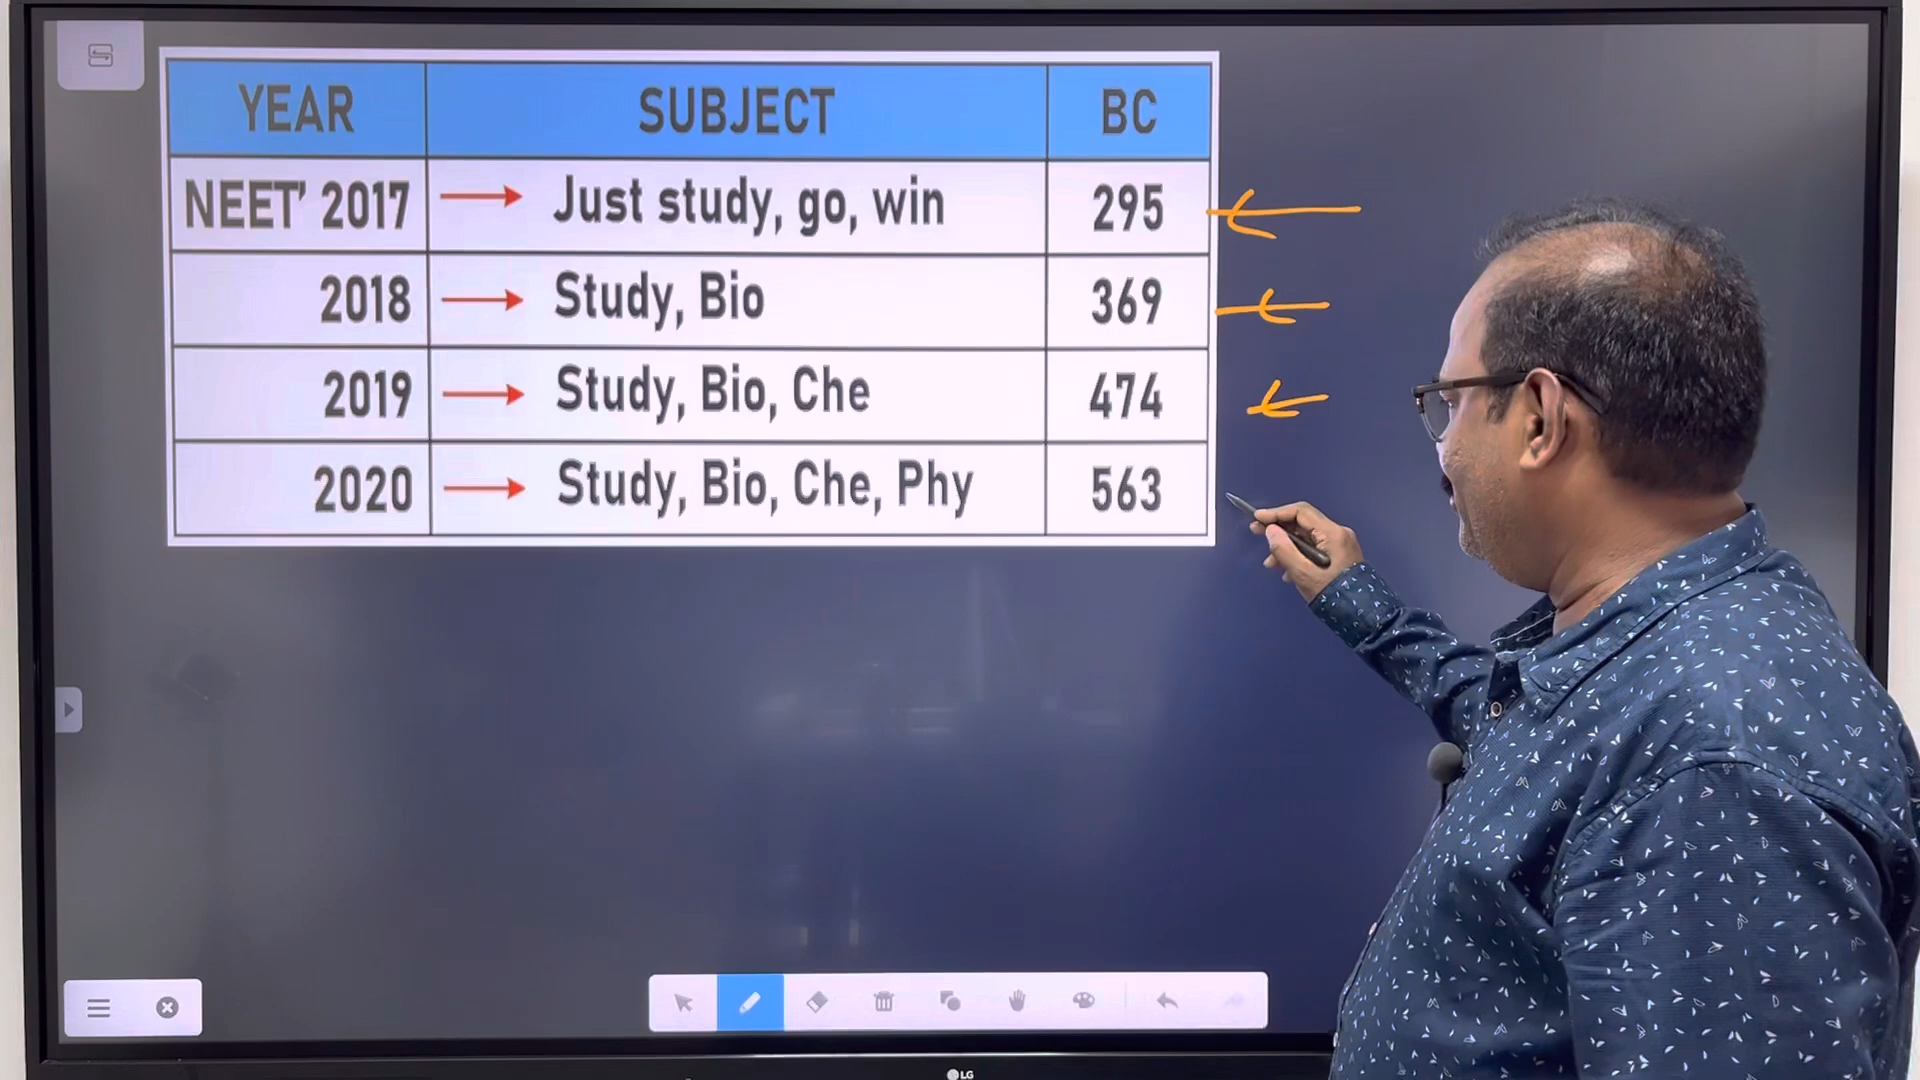 YEAR SUBJECT BC
NEET' 2017 → Just study, go, win 295
2018 → Study, Bio 369
2019 → Study, Bio, Che 474
2020 → Study, Bio, Che, Phy 563
LG